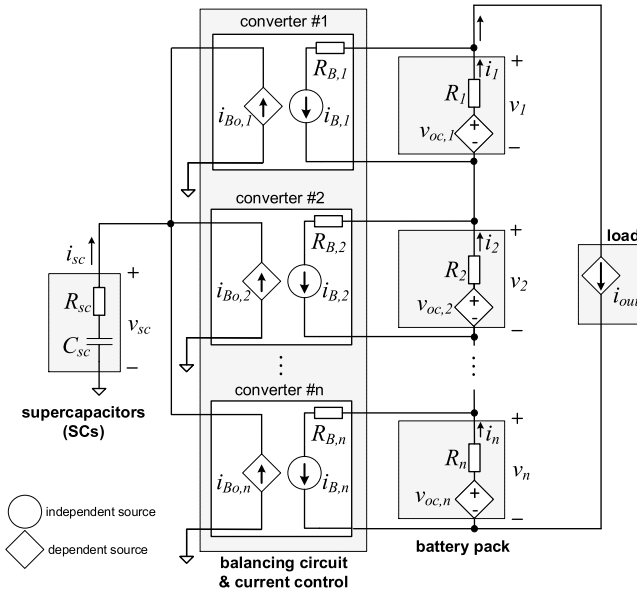 converter #1
R_{B,1}
i_{Bo,1}
i_{B,1}
R_1
i_1
v_{oc,1}
+
-
+
v_1
−
converter #2
R_{B,2}
i_{Bo,2}
i_{B,2}
R_2
i_2
v_{oc,2}
+
-
+
v_2
−
load
i_{out
i_{sc}
+
R_{sc}
C_{sc}
v_{sc}
−
supercapacitors
(SCs)
converter #n
R_{B,n}
i_{Bo,n}
i_{B,n}
R_n
i_n
v_{oc,n}
+
-
+
v_n
−
independent source
dependent source
balancing circuit
& current control
battery pack